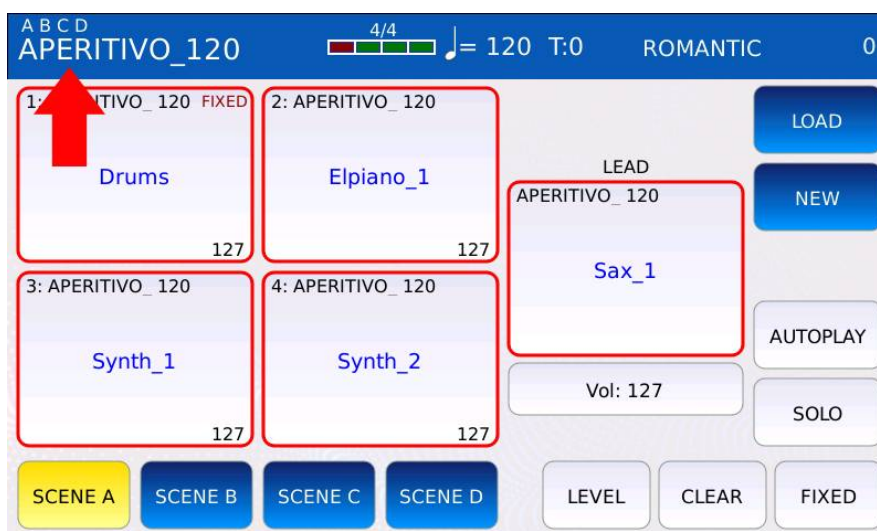 A B C D
APERITIVO_120
4/4
= 120 T:0
ROMANTIC
0
TIVO_ 120 FIXED
Drums
127
2: APERITIVO_ 120
Elpiano_1
127
LEAD
APERITIVO_ 120
Sax_1
Vol: 127
LOAD
NEW
3: APERITIVO_ 120
Synth_1
127
4: APERITIVO_ 120
Synth_2
127
AUTOPLAY
SOLO
SCENE A
SCENE B
SCENE C
SCENE D
LEVEL
CLEAR
FIXED